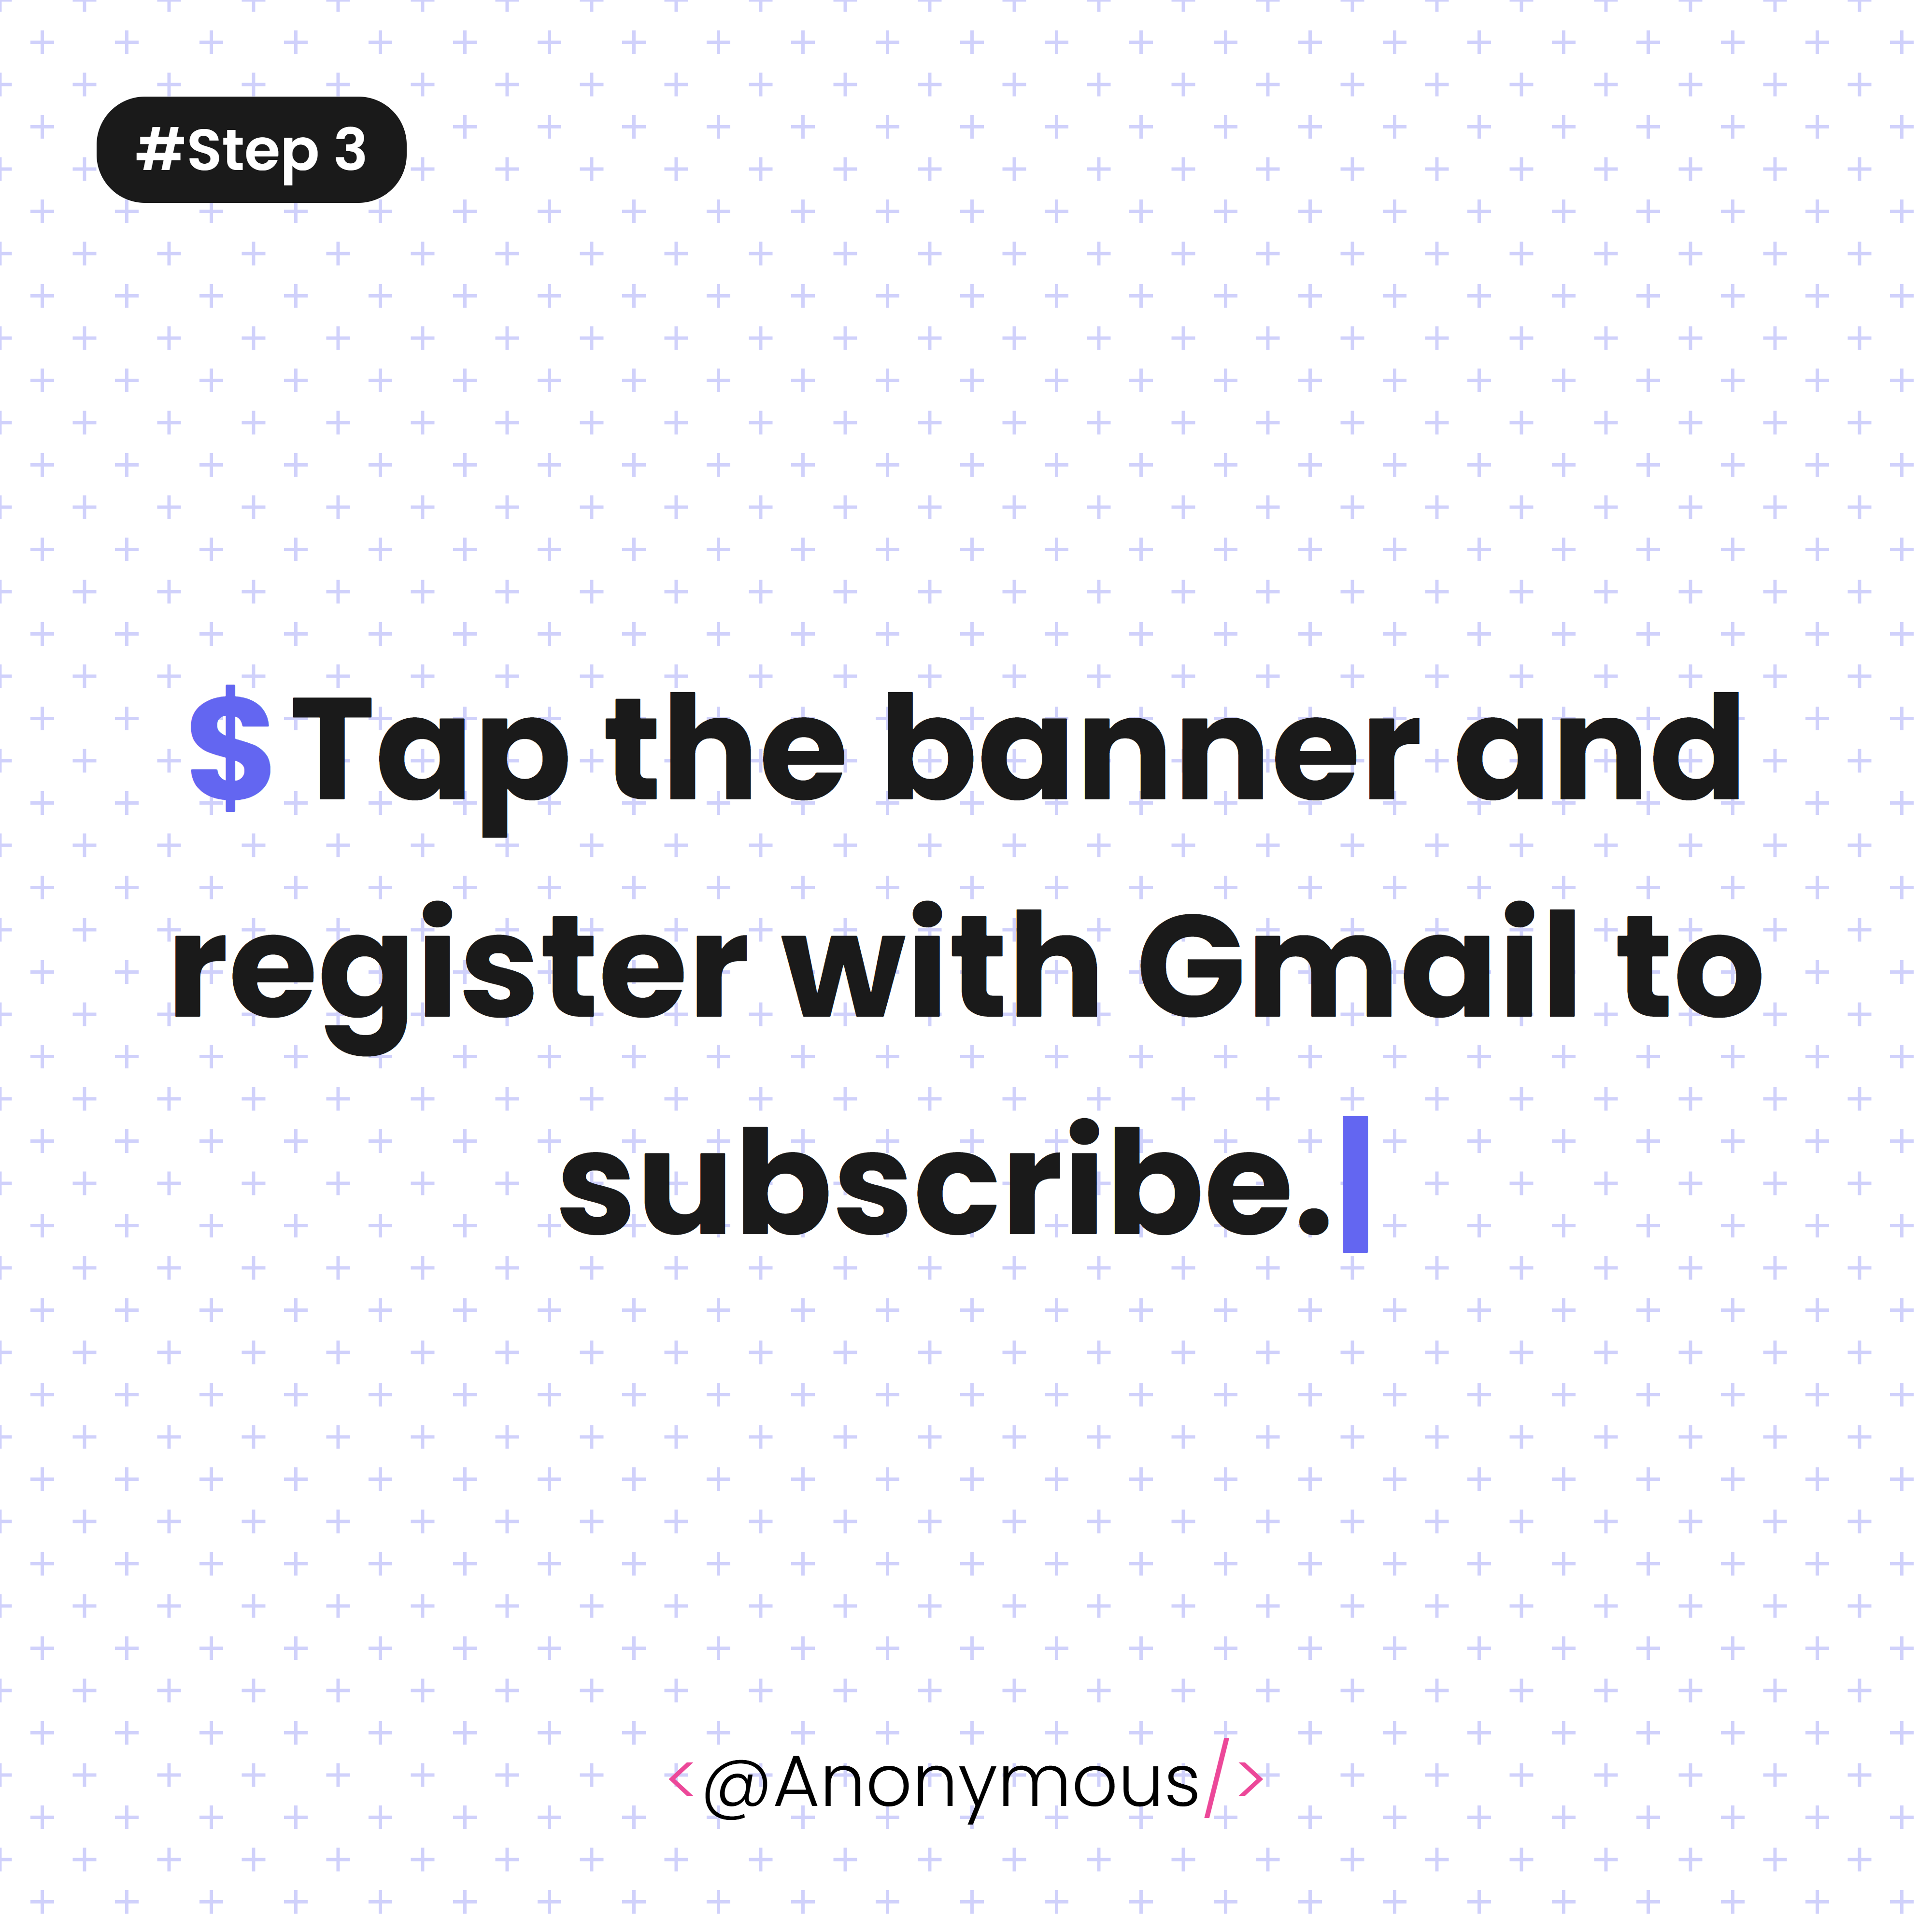 #Step 3
$ Tap the banner and
register with Gmail to
subscribe.
<@Anonymous/>